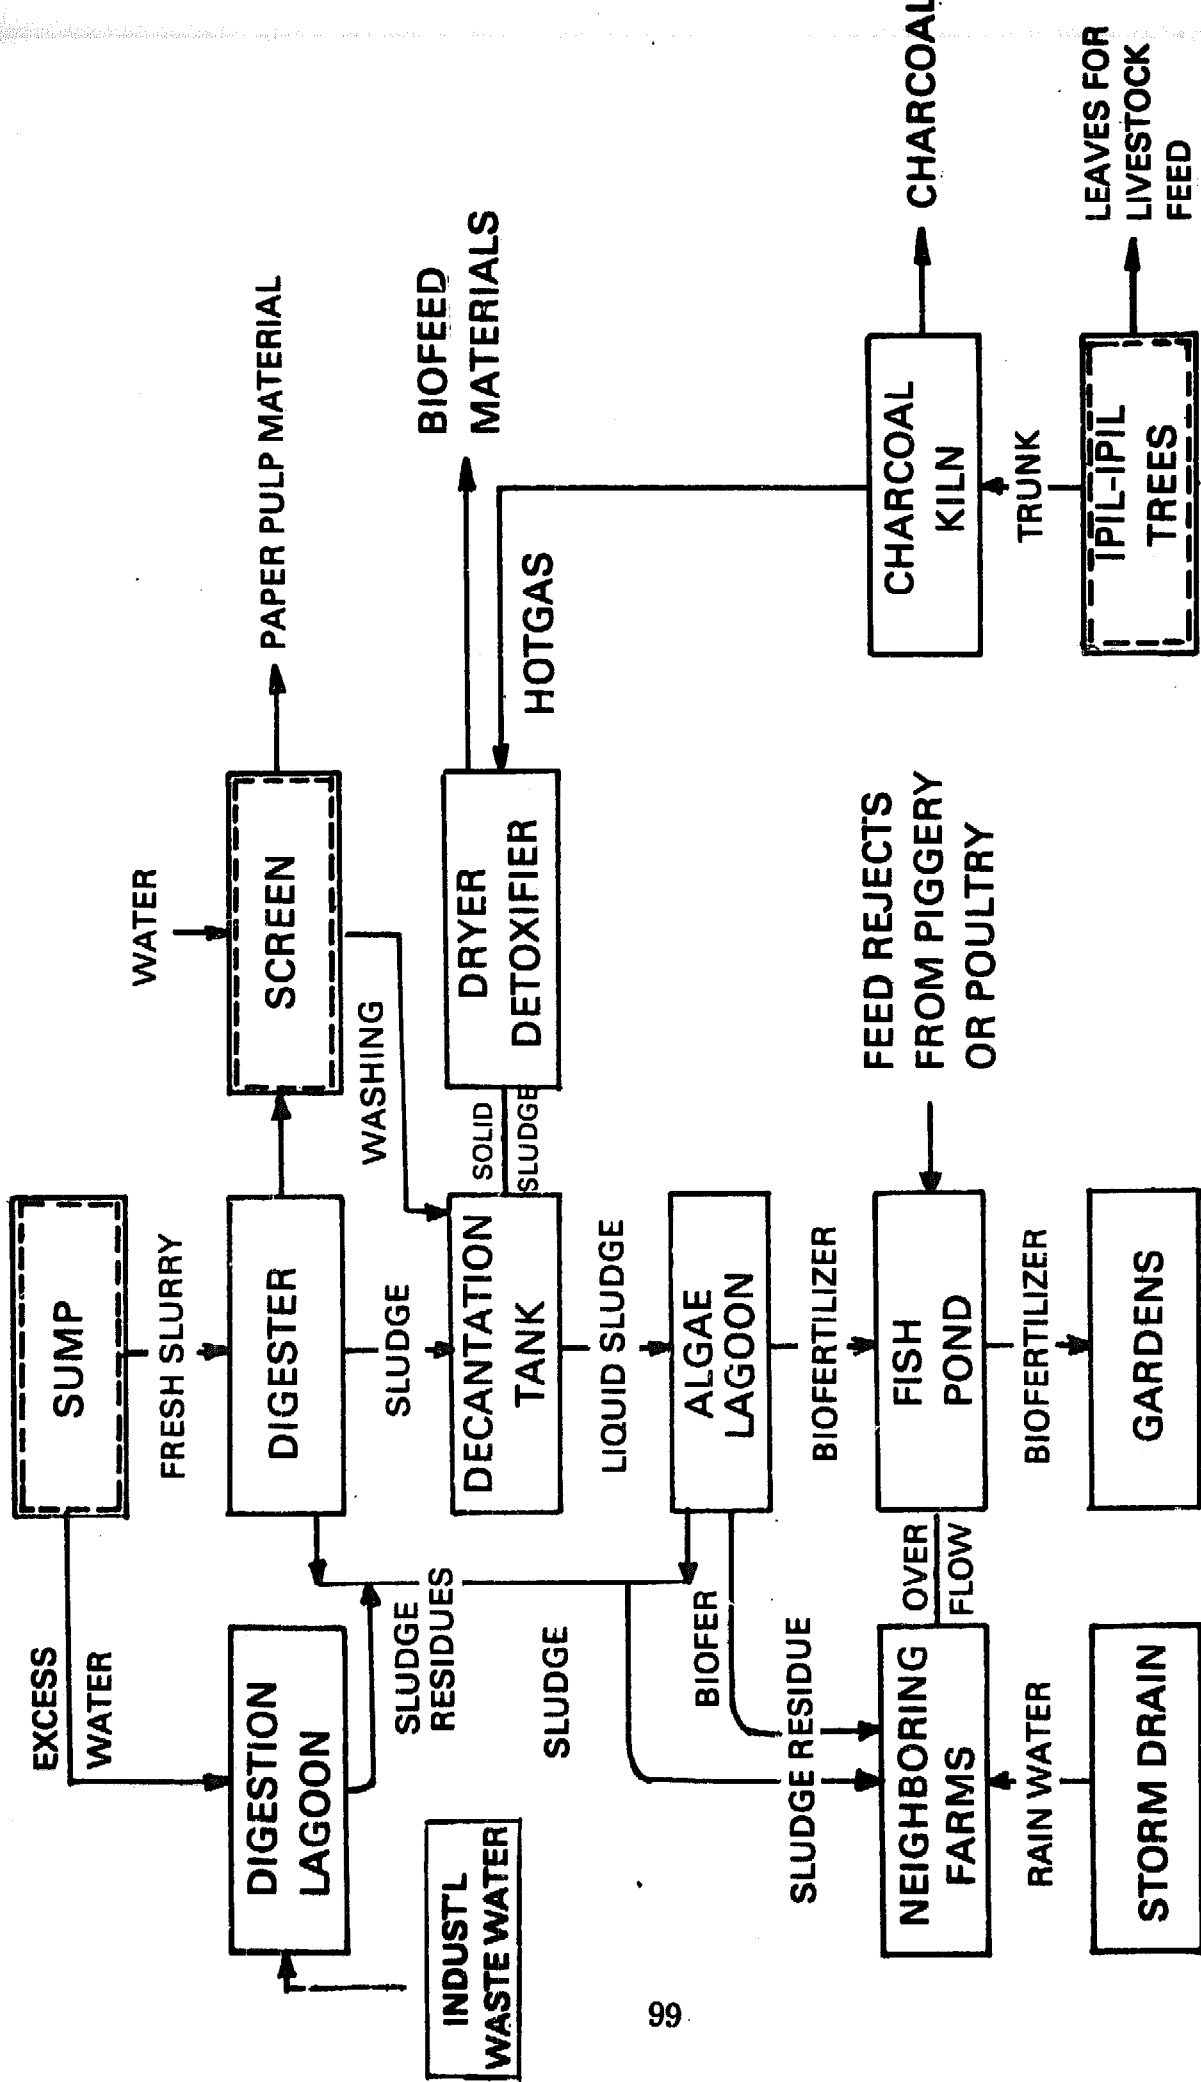 EXCESS
WATER
SUMP
FRESH SLURRY
WATER
DIGESTION
LAGOON
DIGESTER
SCREEN
PAPER PULP MATERIAL
INDUST'L
WASTE WATER
SLUDGE
RESIDUES
SLUDGE
WASHING
DECANTATION
TANK
SOLID
SLUDGE
DRYER
DETOXIFIER
BIOFEED
MATERIALS
HOTGAS
SLUDGE
LIQUID SLUDGE
BIOFER
ALGAE
LAGOON
SLUDGE RESIDUE
BIOFERTILIZER
FEED REJECTS
FROM PIGGERY
OR POULTRY
NEIGHBORING
FARMS
OVER
FLOW
FISH
POND
CHARCOAL
KILN
CHARCOAL
RAIN WATER
BIOFERTILIZER
TRUNK
STORM DRAIN
GARDENS
IPIL-IPIL
TREES
LEAVES FOR
LIVESTOCK
FEED
99